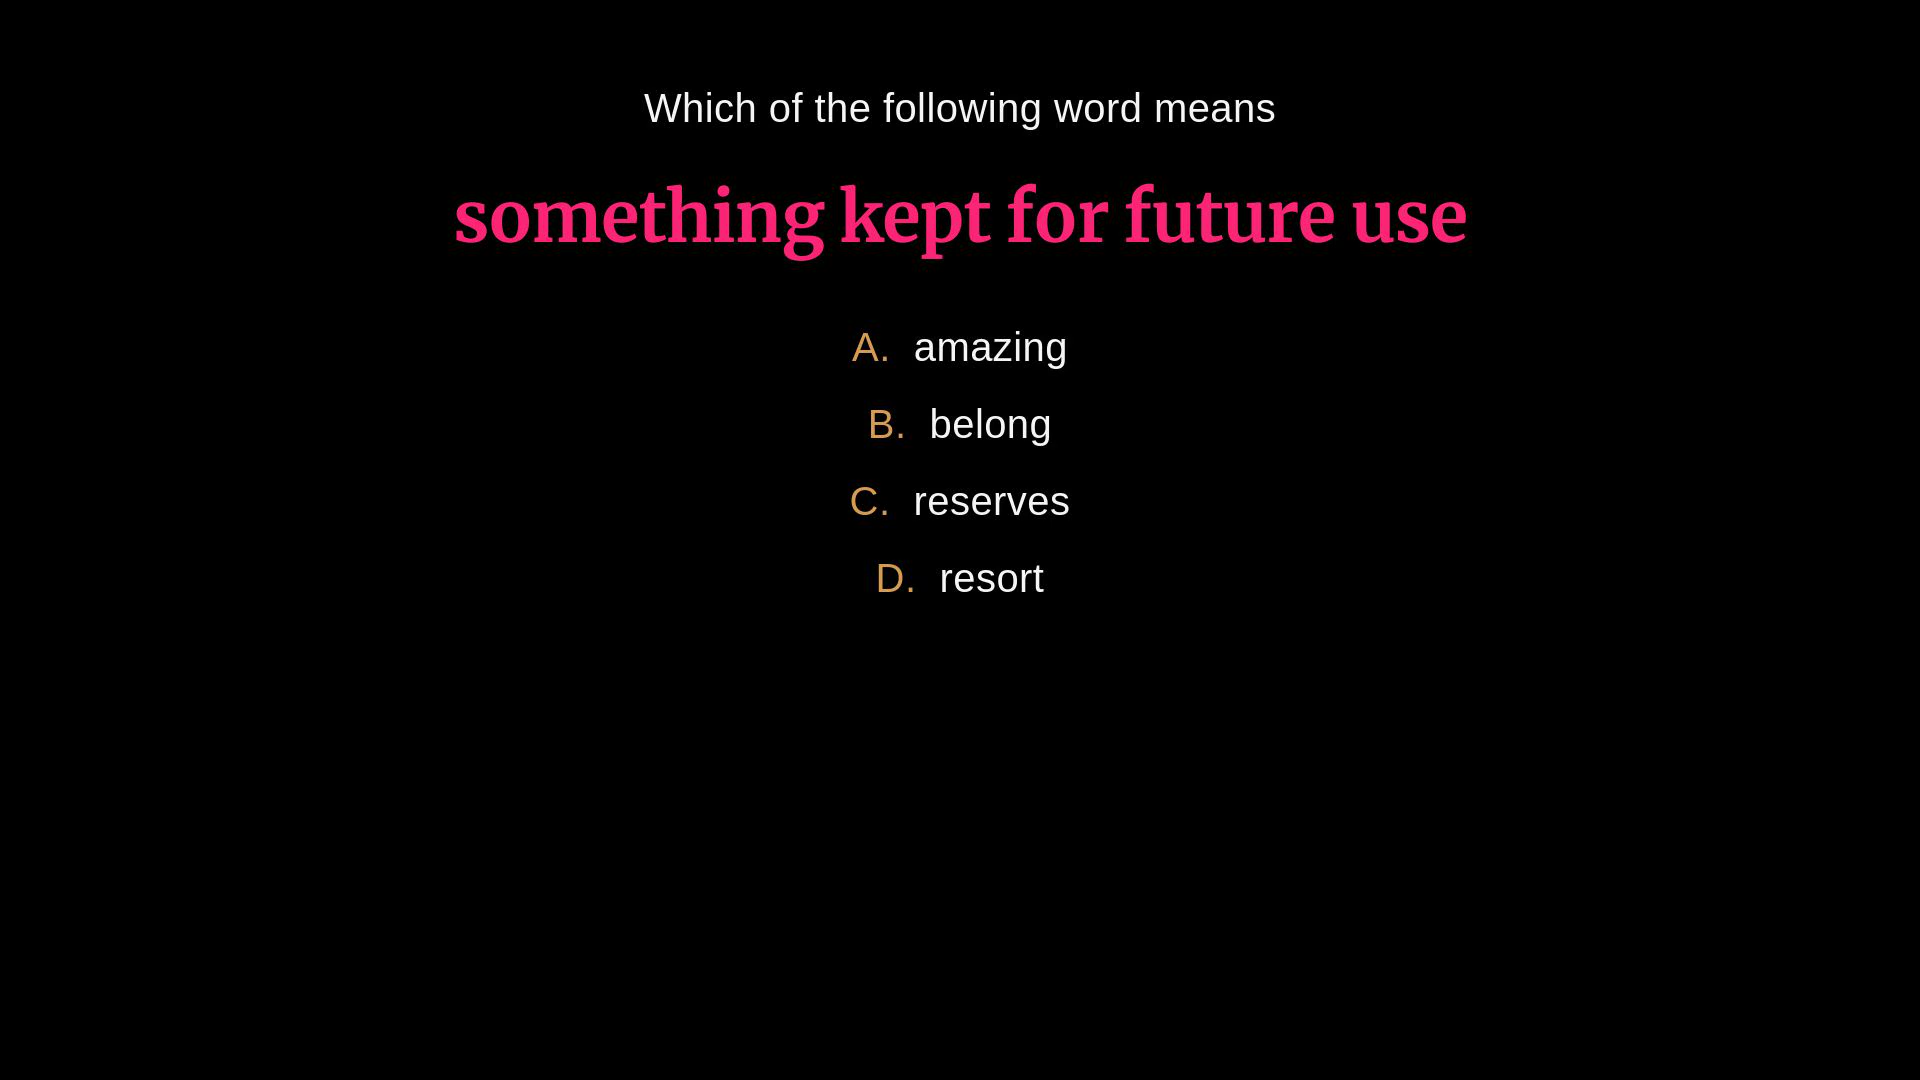 Which of the following word means
something kept for future use
A. amazing
B. belong
C. reserves
D. resort